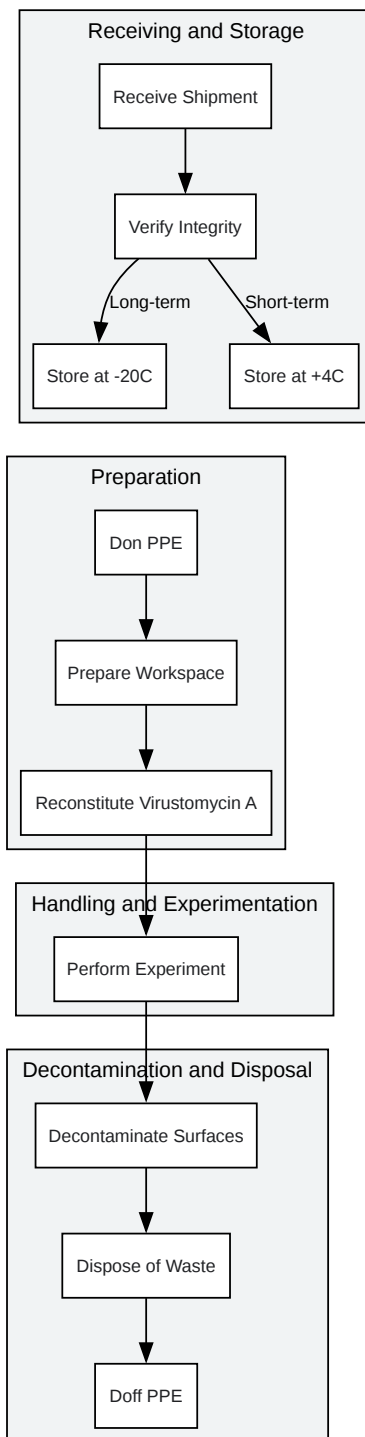 Receiving and Storage
Receive Shipment
Verify Integrity
Long-term
Short-term
Store at -20C
Store at +4C
Preparation
Don PPE
Prepare Workspace
Reconstitute Virustomycin A
Handling and Experimentation
Perform Experiment
Decontamination and Disposal
Decontaminate Surfaces
Dispose of Waste
Doff PPE